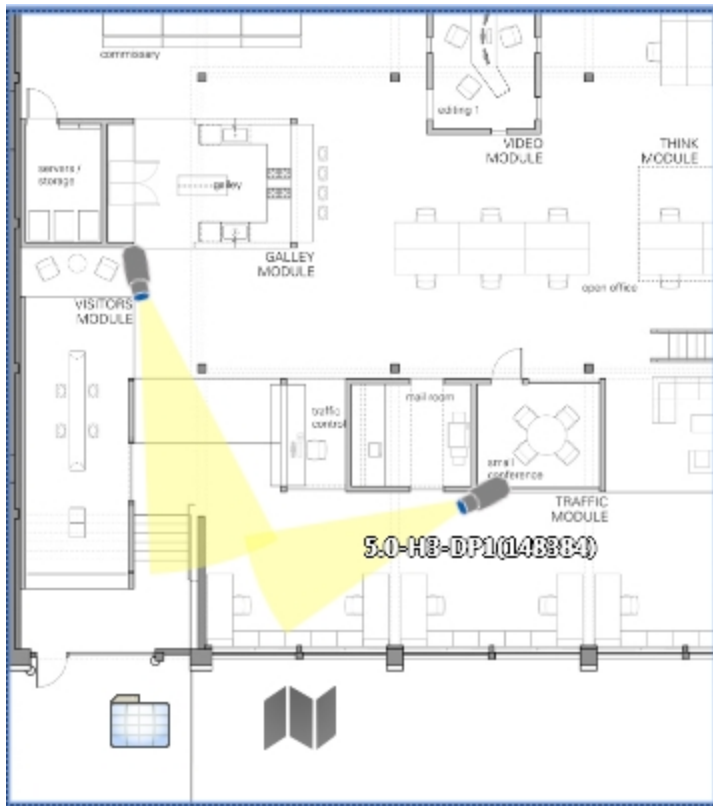 commissary
editing 1
VIDEO
MODULE
THINK
MODULE
servers /
storage
galley
GALLEY
MODULE
open office
VISITORS
MODULE
traffic
control
mail room
small
conference
TRAFFIC
MODULE
5.0-H3-DP1(148384)